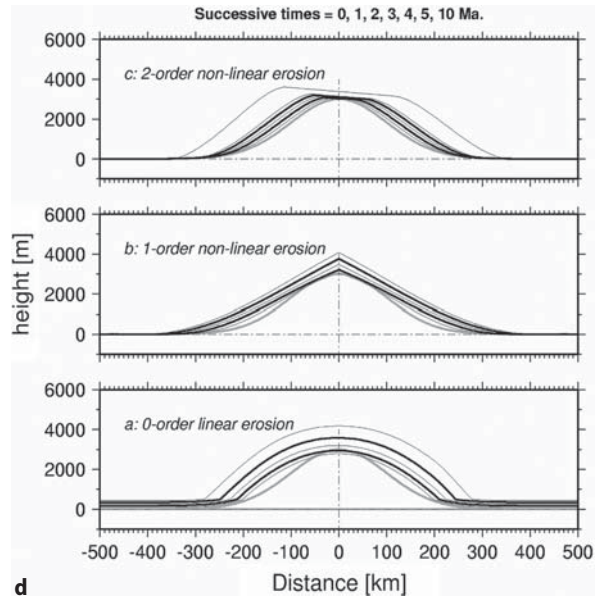 Successive times = 0, 1, 2, 3, 4, 5, 10 Ma.
6000
4000
2000
0
c: 2-order non-linear erosion
6000
4000
2000
0
b: 1-order non-linear erosion
height [m]
6000
4000
2000
0
a: 0-order linear erosion
-500 -400 -300 -200 -100 0 100 200 300 400 500
Distance [km]
d